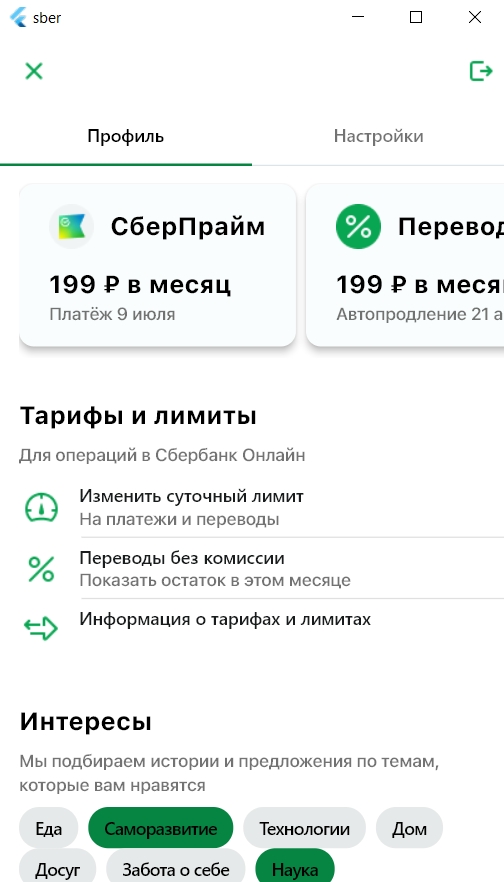 sber
Профиль
Настройки
СберПрайм
199 ₽ в месяц
Платёж 9 июля
Перевод
199 ₽ в меся
Автопродление 21 а
Тарифы и лимиты
Для операций в Сбербанк Онлайн
Изменить суточный лимит
На платежи и переводы
Переводы без комиссии
Показать остаток в этом месяце
Информация о тарифах и лимитах
Интересы
Мы подбираем истории и предложения по темам,
которые вам нравятся
Еда Саморазвитие Технологии Дом
Досуг Забота о себе Наука